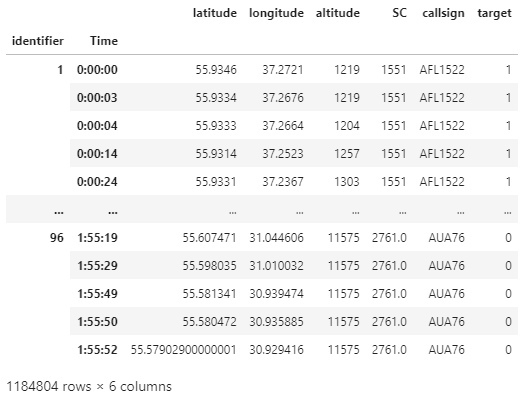 latitude longitude altitude SC callsign target
identifier Time
1 0:00:00 55.9346 37.2721 1219 1551 AFL1522 1
0:00:03 55.9334 37.2676 1219 1551 AFL1522 1
0:00:04 55.9333 37.2664 1204 1551 AFL1522 1
0:00:14 55.9314 37.2523 1257 1551 AFL1522 1
0:00:24 55.9331 37.2367 1303 1551 AFL1522 1
... ... ... ... ... ... ... ...
96 1:55:19 55.607471 31.044606 11575 2761.0 AUA76 0
1:55:29 55.598035 31.010032 11575 2761.0 AUA76 0
1:55:49 55.581341 30.939474 11575 2761.0 AUA76 0
1:55:50 55.580472 30.935885 11575 2761.0 AUA76 0
1:55:52 55.57902900000001 30.929416 11575 2761.0 AUA76 0
1184804 rows × 6 columns